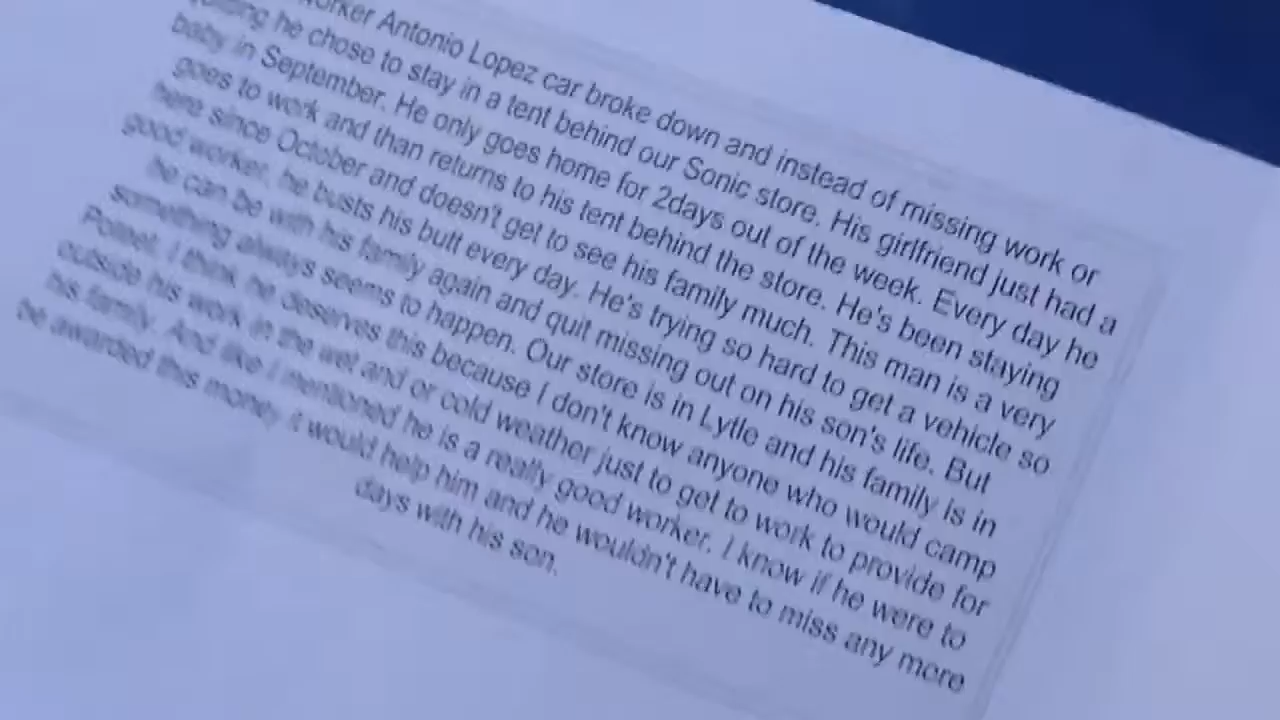 worker Antonio Lopez car broke down and instead of missing work or
quitting he chose to stay in a tent behind our Sonic store. His girlfriend just had a
baby in September. He only goes home for 2days out of the week. Every day he
goes to work and than returns to his tent behind the store. He's been staying
here since October and doesn't get to see his family much. This man is a very
good worker, he busts his butt every day. He's trying so hard to get a vehicle so
he can be with his family again and quit missing out on his son's life. But
something always seems to happen. Our store is in Lytle and his family is in
Poteet. I think he deserves this because I don't know anyone who would camp
outside his work in the wet and or cold weather just to get to work to provide for
his family. And like I mentioned he is a really good worker. I know if he were to
be awarded this money it would help him and he wouldn't have to miss any more
days with his son.